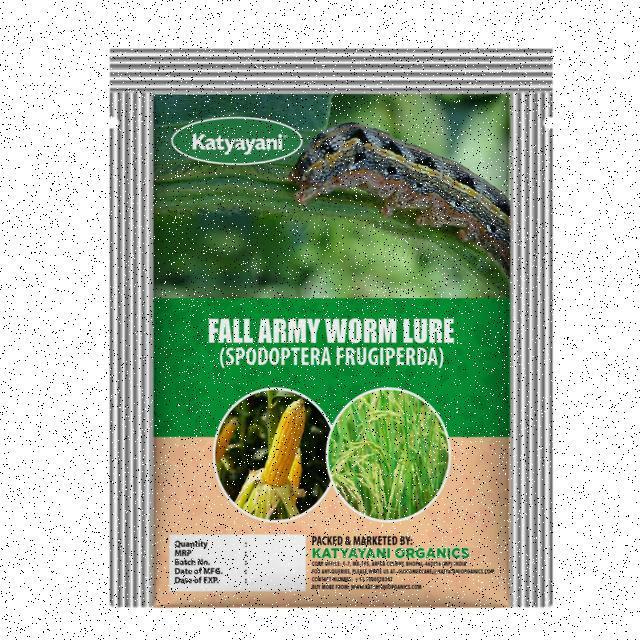 Katyayani
FALL ARMY WORM LURE
(SPODOPTERA FRUGIPERDA)
Quantity
MRP
Batch No.
Date of MFG.
Date of EXP.
PACKED & MARKETED BY:
KATYAYANI ORGANICS